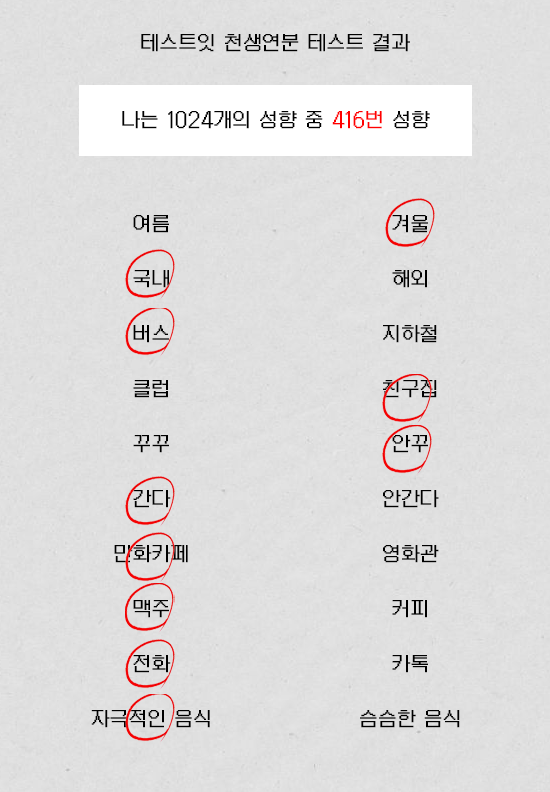 테스트잇 천생연분 테스트 결과
나는 1024개의 성향 중 416번 성향
여름 겨울
국내 해외
버스 지하철
클럽 친구집
꾸꾸 안꾸
간다 안간다
만화카페 영화관
맥주 커피
전화 카톡
자극적인 음식 슴슴한 음식